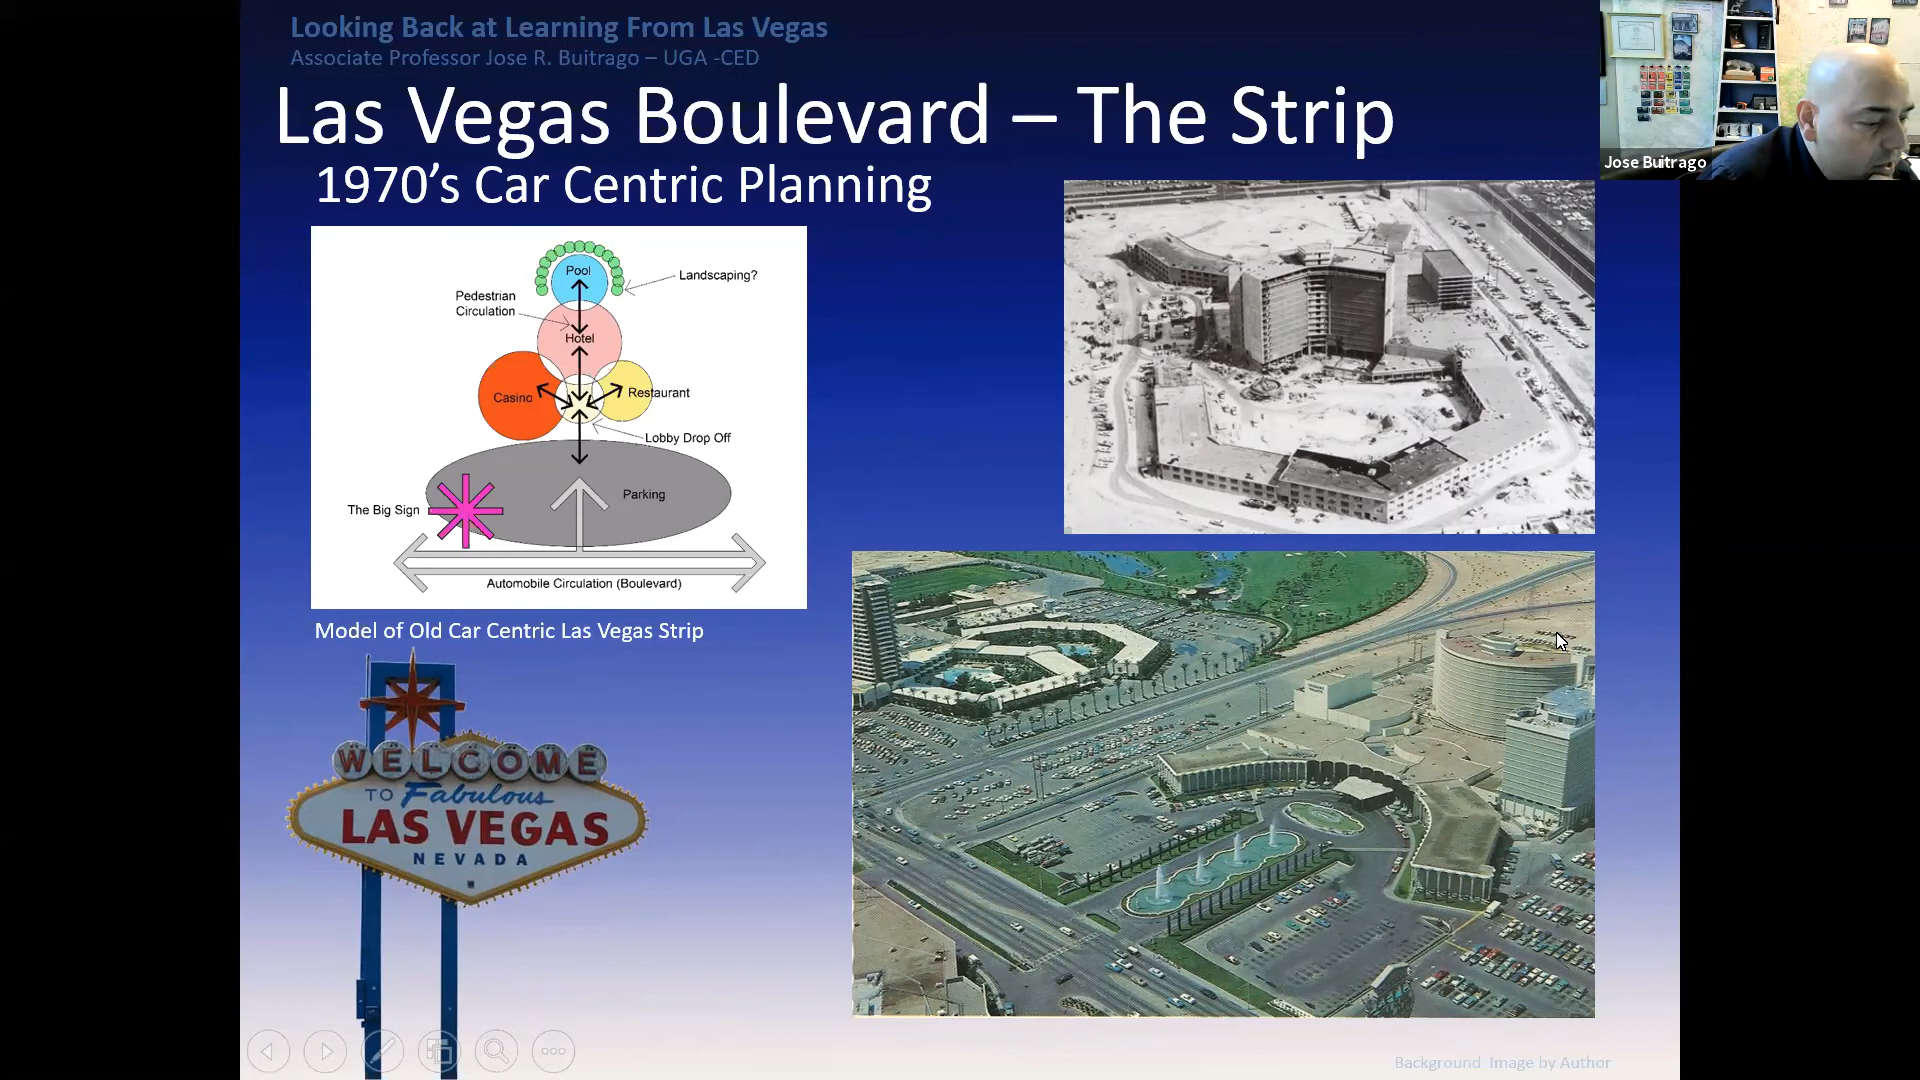 Looking Back at Learning From Las Vegas
Associate Professor Jose R. Buitrago – UGA -CED
Las Vegas Boulevard – The Strip
1970’s Car Centric Planning
Jose Buitrago
Pool
Landscaping?
Pedestrian
Circulation
Hotel
Casino
Restaurant
Lobby Drop Off
Parking
The Big Sign
Automobile Circulation (Boulevard)
Model of Old Car Centric Las Vegas Strip
WELCOME
TO Fabulous
LAS VEGAS
NEVADA
Background Image by Author